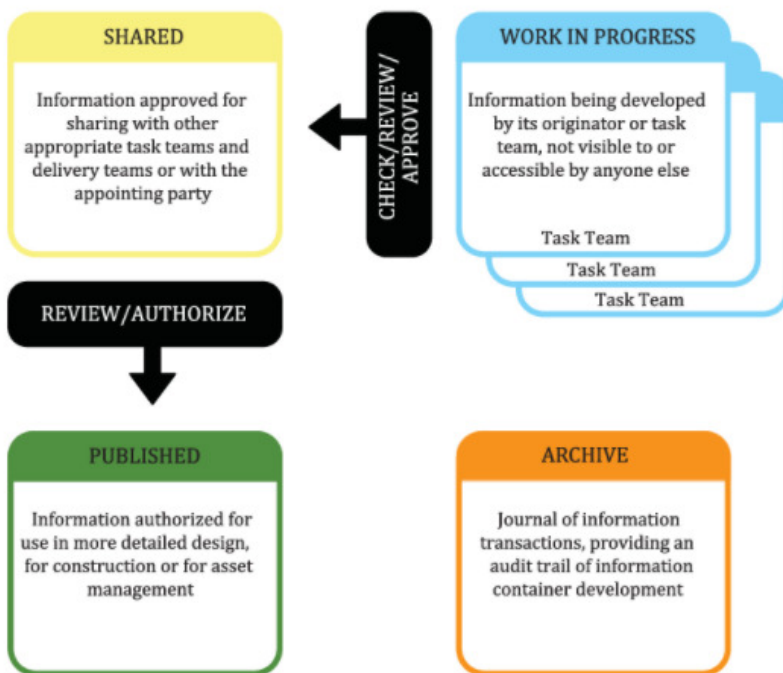 SHARED
Information approved for
sharing with other
appropriate task teams and
delivery teams or with the
appointing party
CHECK/REVIEW/
APPROVE
WORK IN PROGRESS
Information being developed
by its originator or task
team, not visible to or
accessible by anyone else
Task Team
Task Team
Task Team
REVIEW/AUTHORIZE
PUBLISHED
Information authorized for
use in more detailed design,
for construction or for asset
management
ARCHIVE
Journal of information
transactions, providing an
audit trail of information
container development